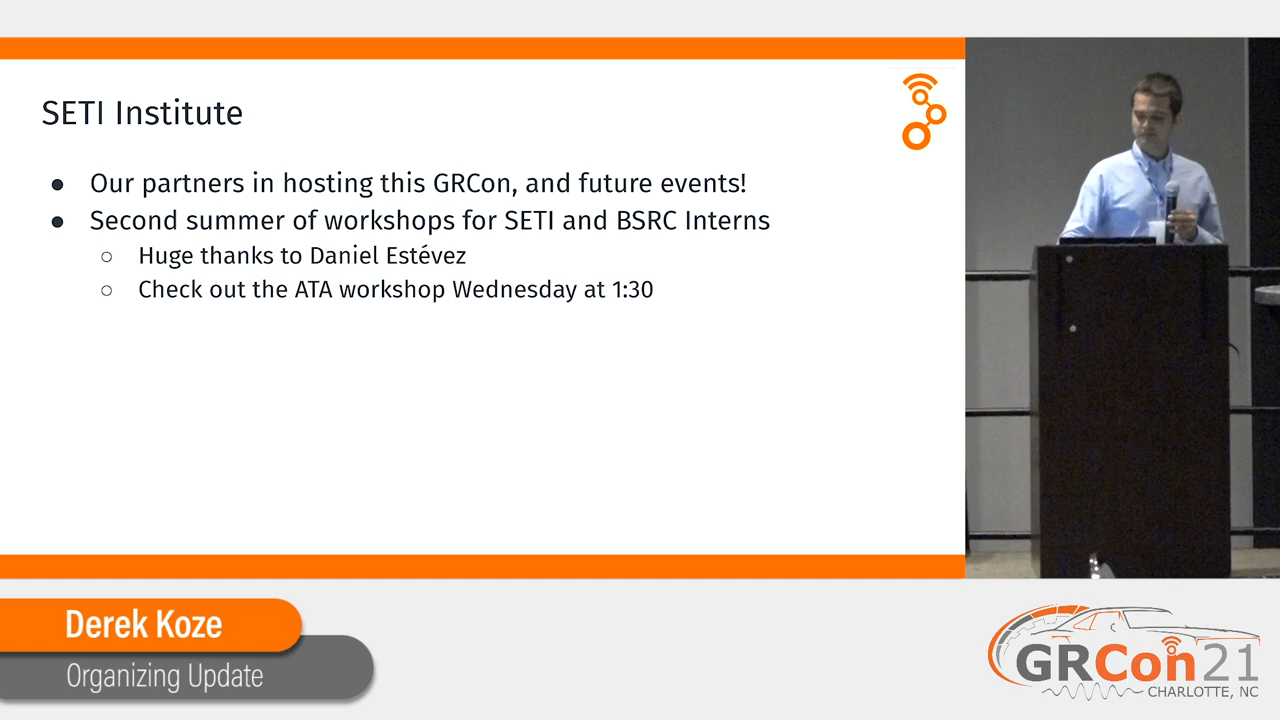 SETI Institute
● Our partners in hosting this GRCon, and future events!
● Second summer of workshops for SETI and BSRC Interns
○ Huge thanks to Daniel Estévez
○ Check out the ATA workshop Wednesday at 1:30
Derek Koze
Organizing Update
GRCon21
CHARLOTTE, NC